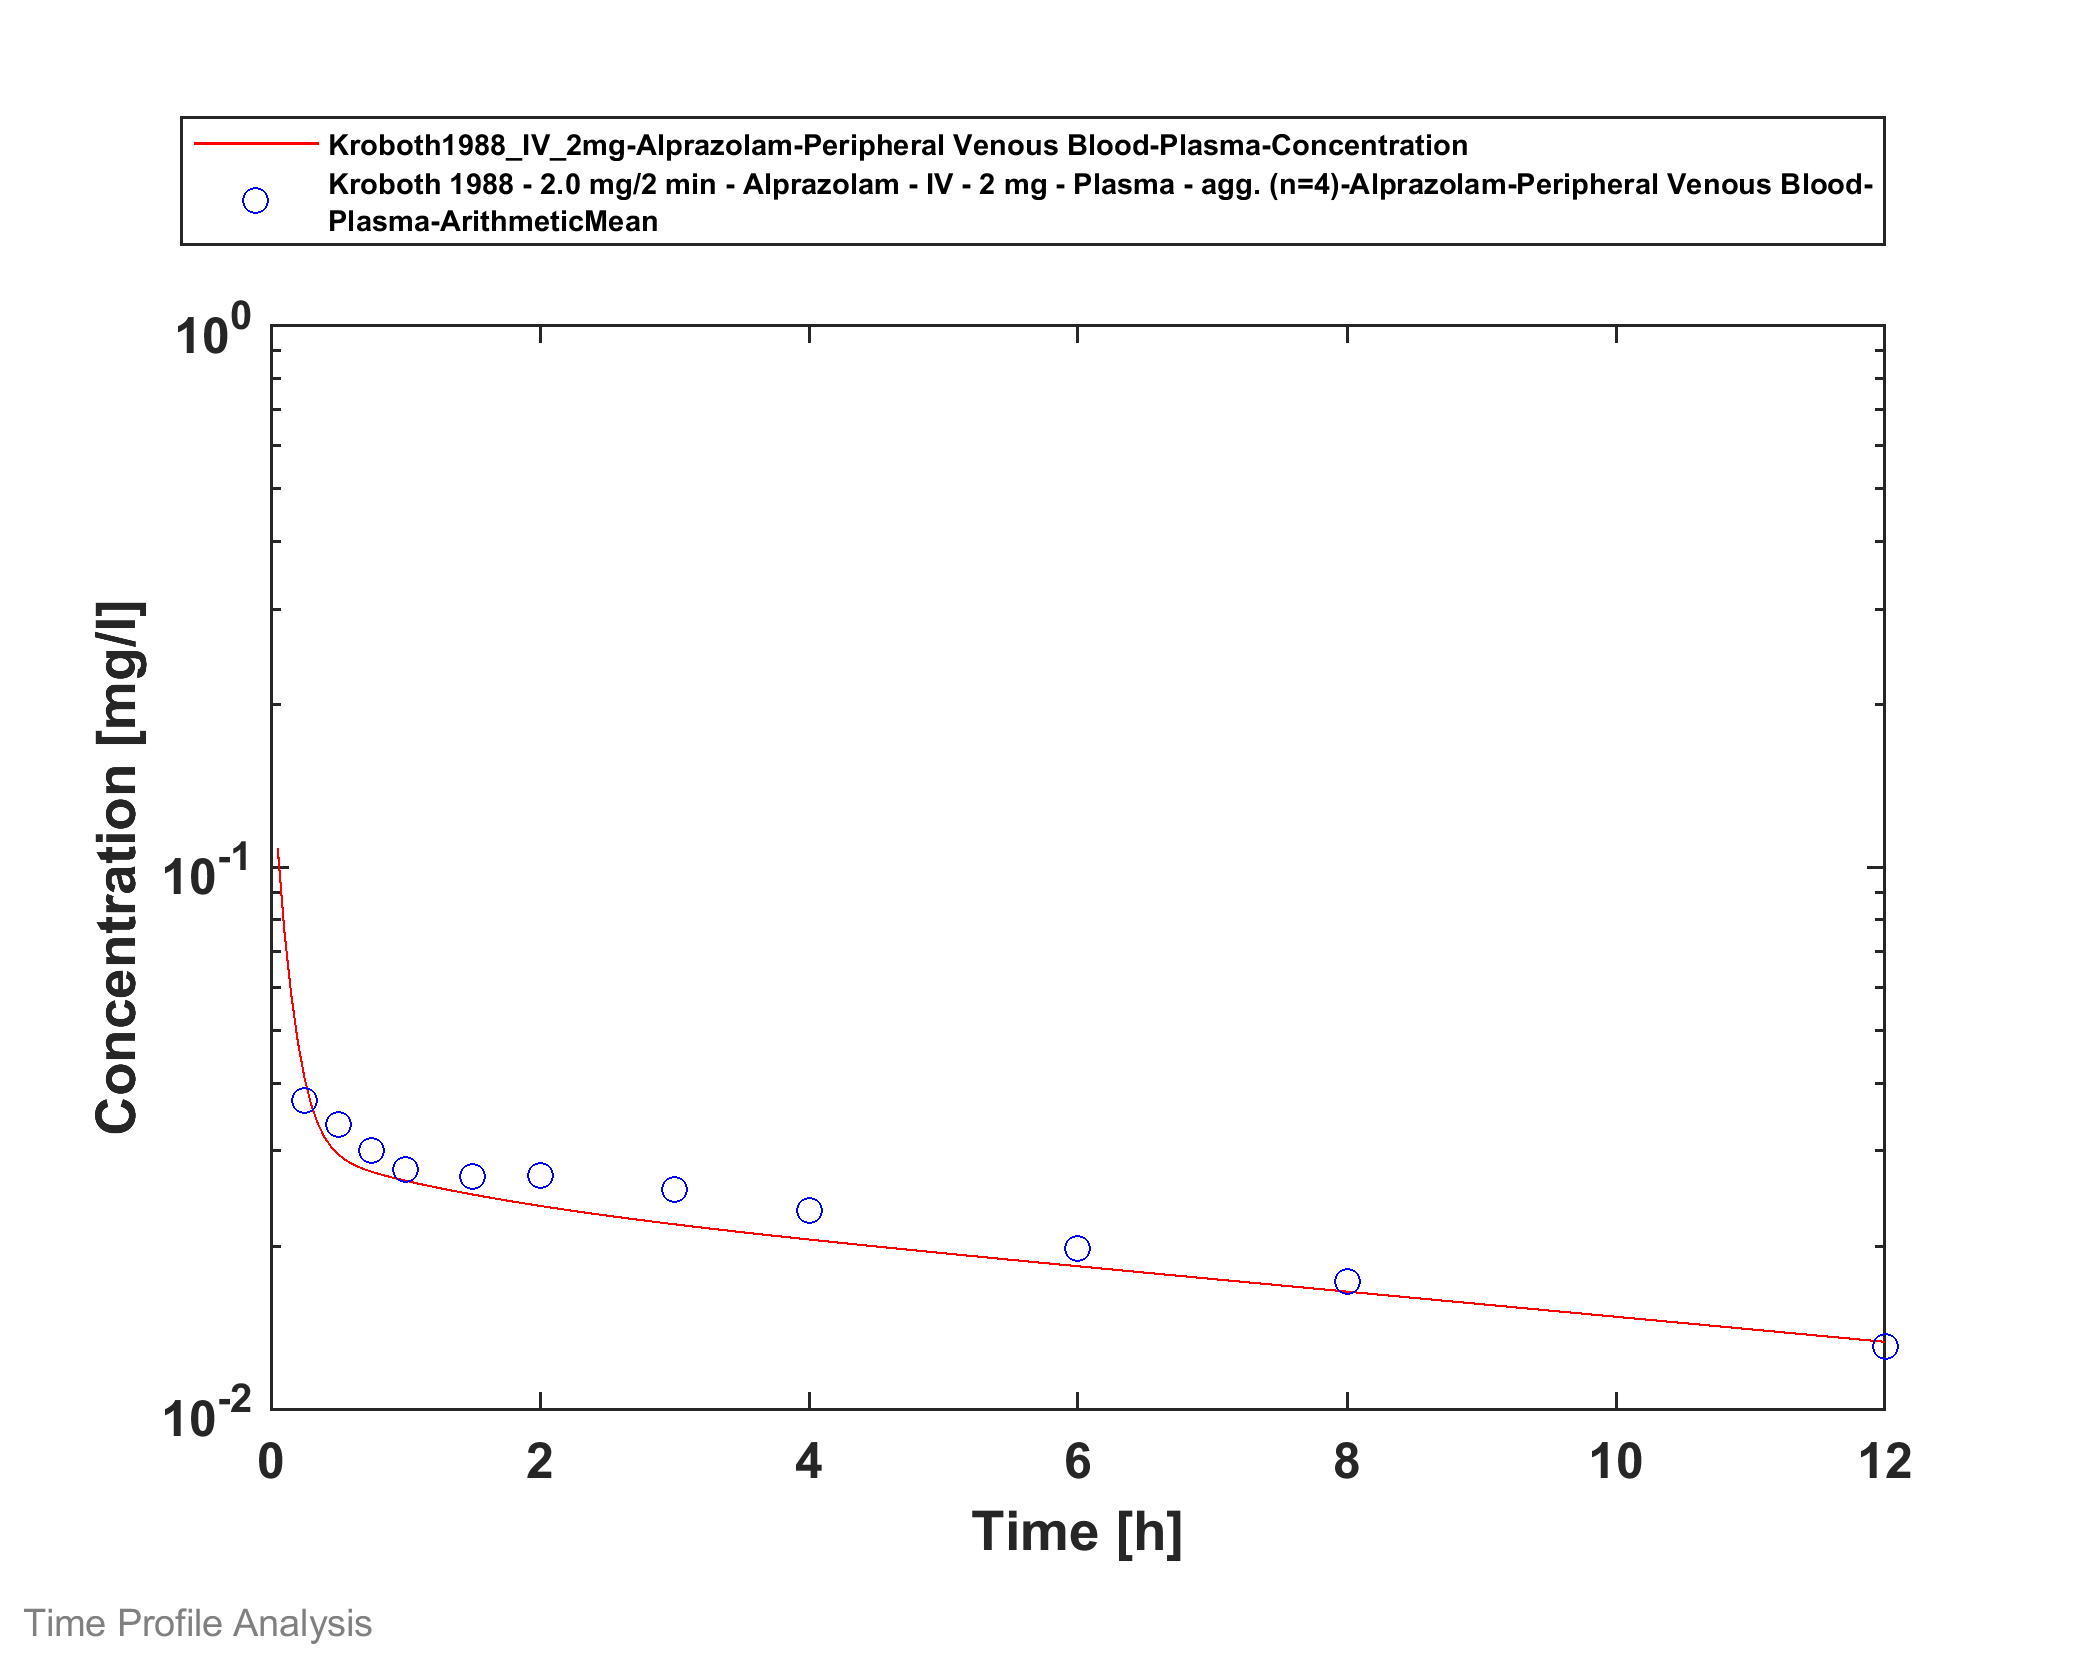 Kroboth1988_IV_2mg-Alprazolam-Peripheral Venous Blood-Plasma-Concentration
Kroboth 1988 - 2.0 mg/2 min - Alprazolam - IV - 2 mg - Plasma - agg. (n=4)-Alprazolam-Peripheral Venous Blood-
Plasma-ArithmeticMean
10^0
10^-1
10^-2
Concentration [mg/l]
0 2 4 6 8 10 12
Time [h]
Time Profile Analysis